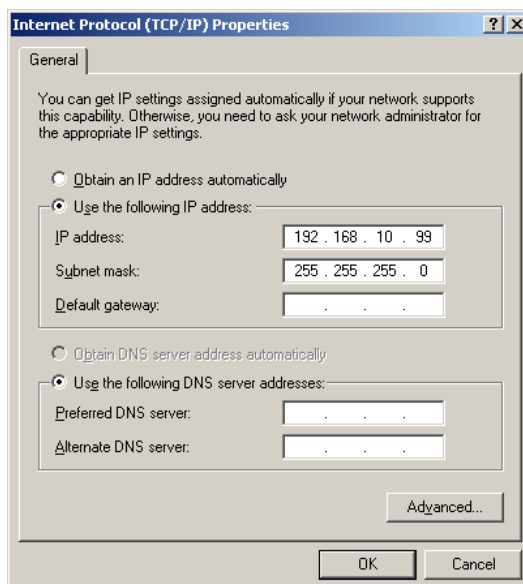 Internet Protocol (TCP/IP) Properties
General
You can get IP settings assigned automatically if your network supports
this capability. Otherwise, you need to ask your network administrator for
the appropriate IP settings.
Obtain an IP address automatically
Use the following IP address:
IP address: 192 . 168 . 10 . 99
Subnet mask: 255 . 255 . 255 . 0
Default gateway: . . .
Obtain DNS server address automatically
Use the following DNS server addresses:
Preferred DNS server: . . .
Alternate DNS server: . . .
Advanced...
OK Cancel